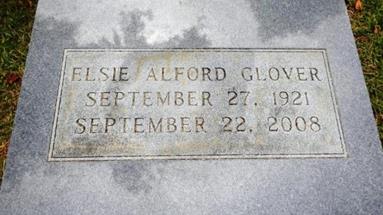 ELSIE ALFORD GLOVER
SEPTEMBER 27, 1921
SEPTEMBER 22, 2008